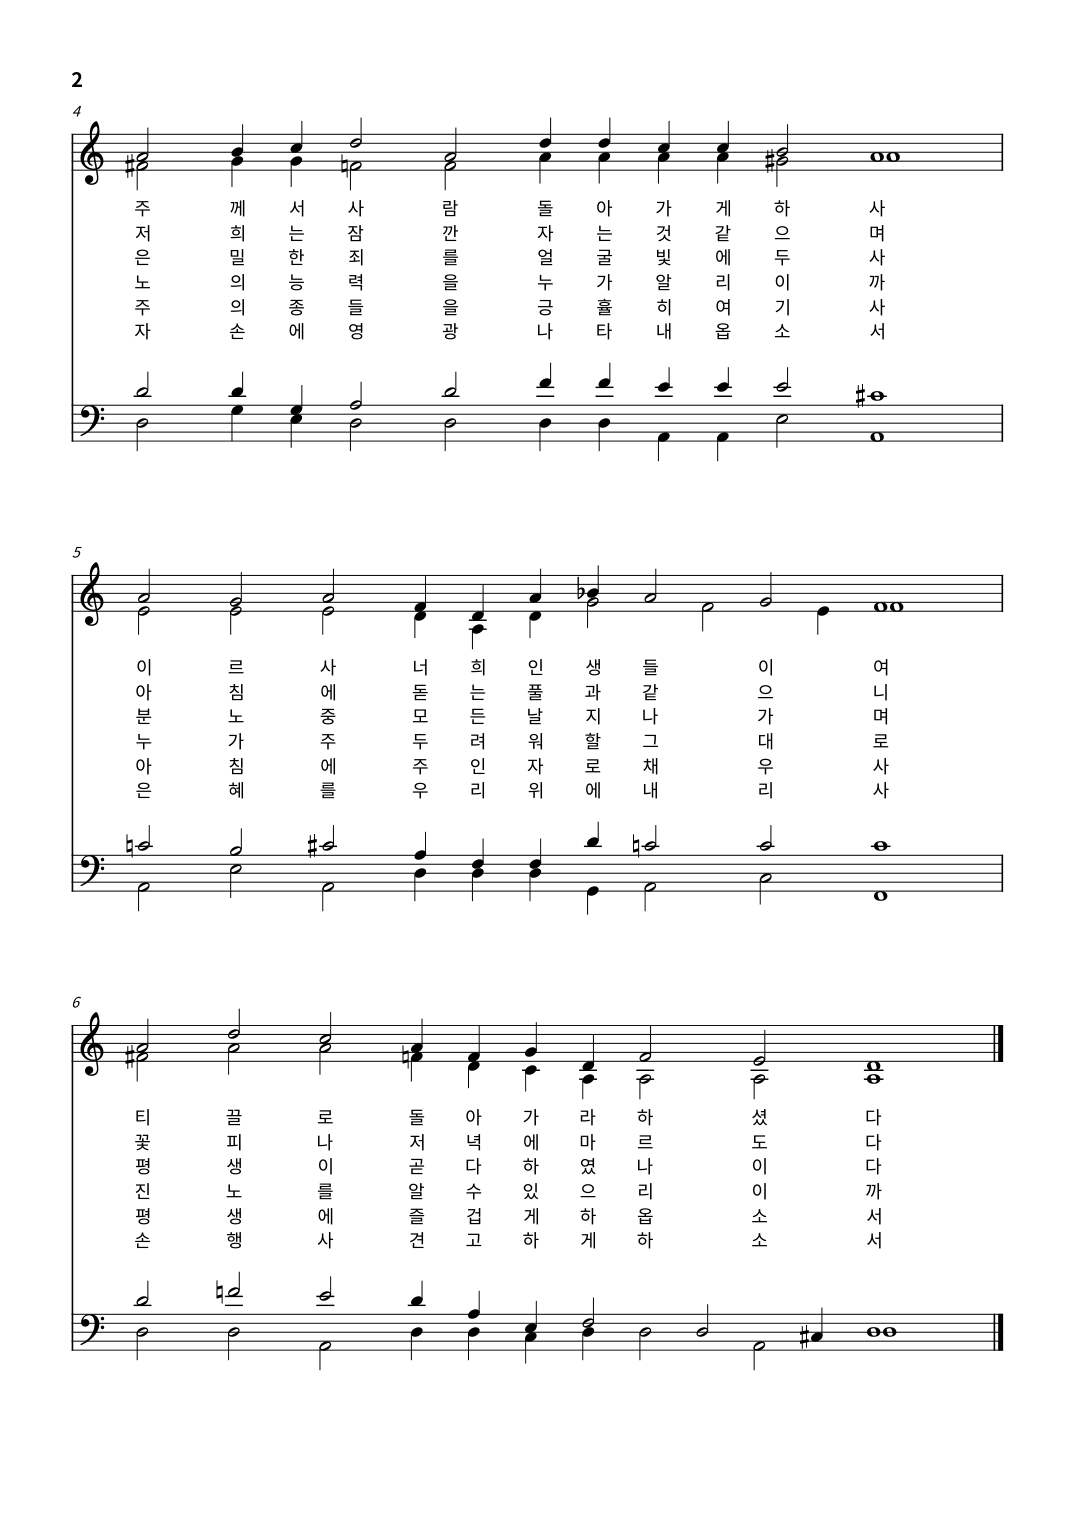 2
4
주 께 서 사 람 돌 아 가 게 하 사
저 희 는 잠 깐 자 는 것 같 으 며
은 밀 한 죄 를 얼 굴 빛 에 두 사
노 의 능 력 을 누 가 알 리 이 까
주 의 종 들 을 긍 휼 히 여 기 사
자 손 에 영 광 나 타 내 옵 소 서
5
이 르 사 너 희 인 생 들 이 여
아 침 에 돋 는 풀 과 같 으 니
분 노 중 모 든 날 지 나 가 며
누 가 주 두 려 워 할 그 대 로
아 침 에 주 인 자 로 채 우 사
은 혜 를 우 리 위 에 내 리 사
6
티 끌 로 돌 아 가 라 하 셨 다
꽃 피 나 저 녁 에 마 르 도 다
평 생 이 곧 다 하 였 나 이 다
진 노 를 알 수 있 으 리 이 까
평 생 에 즐 겁 게 하 옵 소 서
손 행 사 견 고 하 게 하 소 서